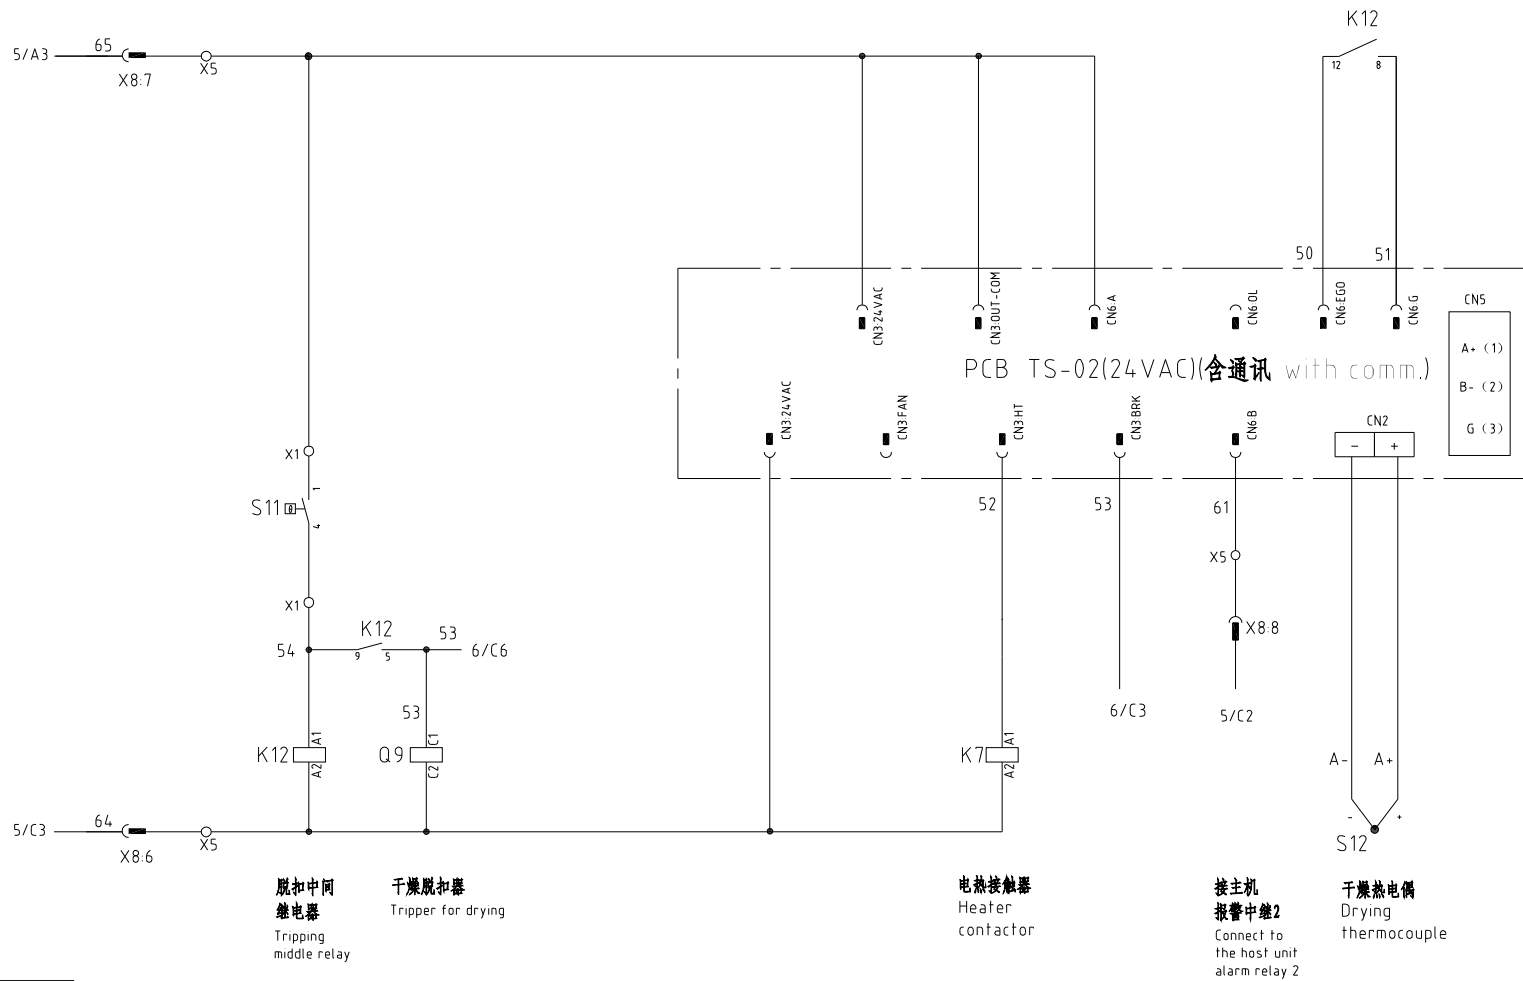 K12
5/A3
65
X8:7
X5
12
8
50
51
CN3:24VAC
CN3:OUT-COM
CN6:A
CN6:OL
CN6:EGO
CN6:G
CN5
A+ (1)
B- (2)
G (3)
PCB TS-02(24VAC)(含通讯 with comm.)
CN3:24VAC
CN3:FAN
CN3:HT
CN3:BRK
CN6:B
CN2
- +
X1
1
S11
4
52
53
61
X5
X1
K12
53
54
9
5
6/C6
X8:8
53
6/C3
5/C2
K12
A1
A2
Q9
C1
C2
K7
A1
A2
A-
A+
- +
S12
5/C3
64
X8:6
X5
脱扣中间
继电器
Tripping
middle relay
干燥脱扣器
Tripper for drying
电热接触器
Heater
contactor
接主机
报警中继2
Connect to
the host unit
alarm relay 2
干燥热电偶
Drying
thermocouple